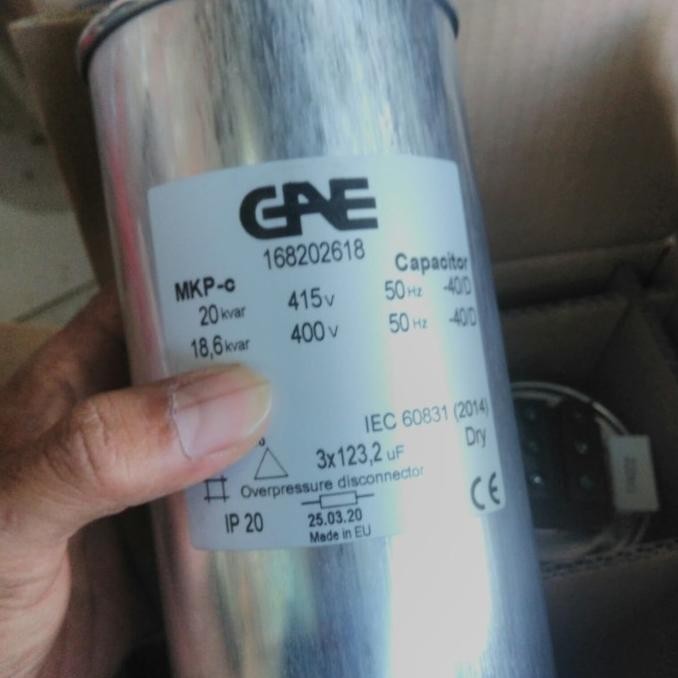 GAE
168202618
MKP-c Capacitor
20 kvar 415 v 50 Hz -40/D
18,6 kvar 400 v 50 Hz -40/D
IEC 60831 (2014)
3x123,2 uF Dry
Overpressure disconnector
IP 20 25.03.20 CE
Made in EU